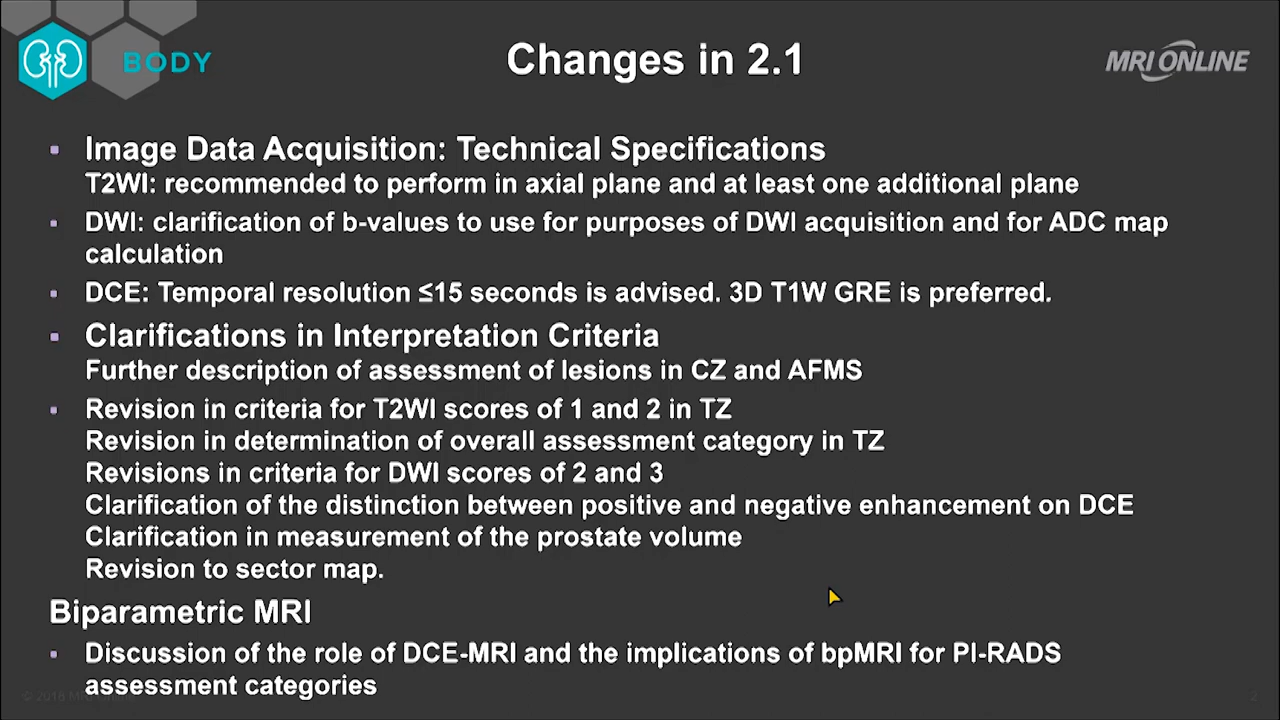 BODY
Changes in 2.1
MRI ONLINE
▪ Image Data Acquisition: Technical Specifications
T2WI: recommended to perform in axial plane and at least one additional plane
▪ DWI: clarification of b-values to use for purposes of DWI acquisition and for ADC map
calculation
▪ DCE: Temporal resolution ≤15 seconds is advised. 3D T1W GRE is preferred.
▪ Clarifications in Interpretation Criteria
Further description of assessment of lesions in CZ and AFMS
▪ Revision in criteria for T2WI scores of 1 and 2 in TZ
Revision in determination of overall assessment category in TZ
Revisions in criteria for DWI scores of 2 and 3
Clarification of the distinction between positive and negative enhancement on DCE
Clarification in measurement of the prostate volume
Revision to sector map.
Biparametric MRI
▪ Discussion of the role of DCE-MRI and the implications of bpMRI for PI-RADS
assessment categories
© 2018 MRI Online
2